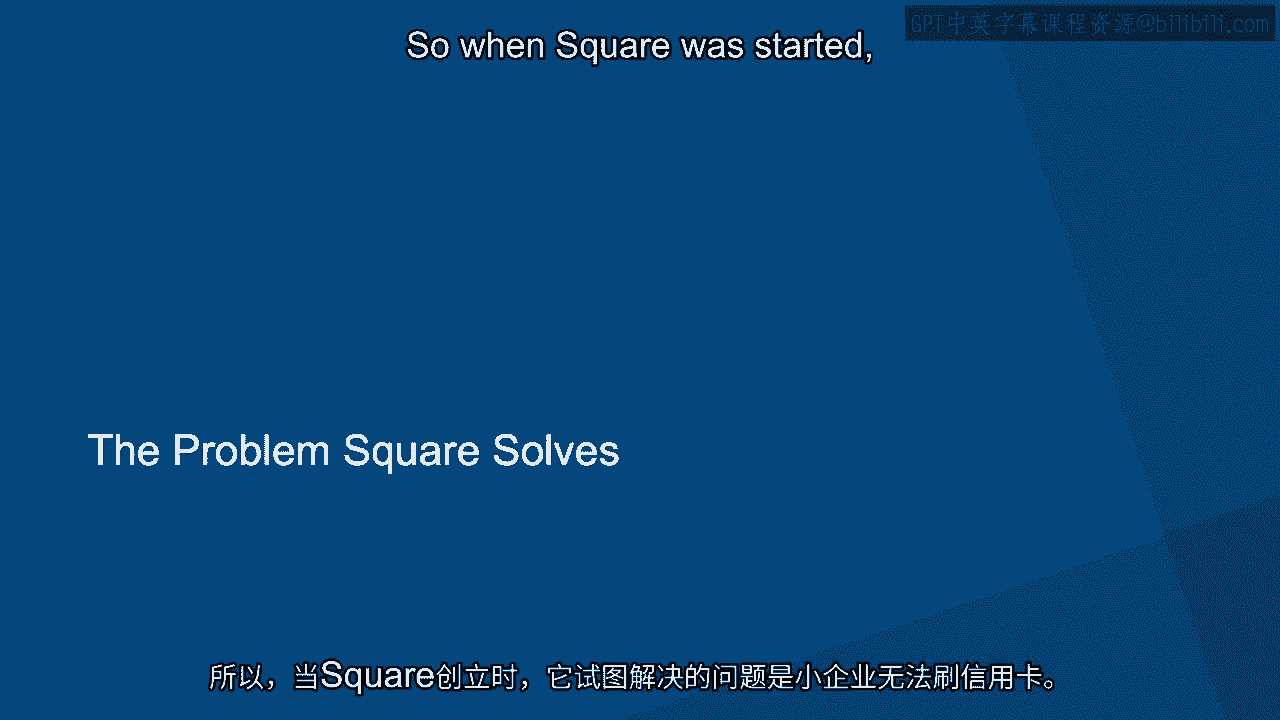 GPT中英字幕课程资源@bilibili.com
So when Square was started,
The Problem Square Solves
所以，当Square创立时，它试图解决的问题是小企业无法刷信用卡。